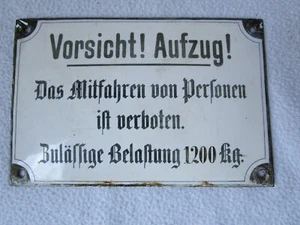 Vorsicht! Aufzug!
Das Mitfahren von Perſonen
iſt verboten.
Zuläſſige Belaſtung 1200 Kg.